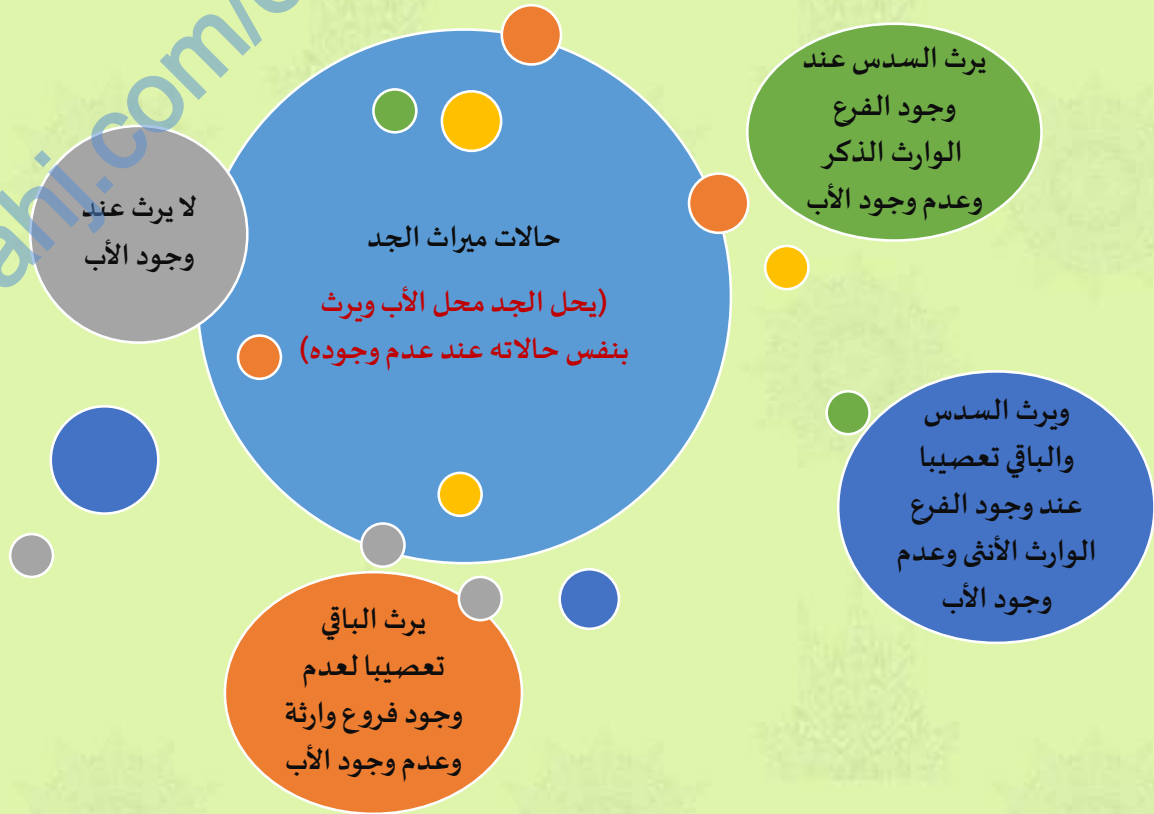 حالات ميراث الجد
(يحل الجد محل الأب ويرث
بنفس حالاته عند عدم وجوده)
يرث السدس عند
وجود الفرع
الوارث الذكر
وعدم وجود الأب
ويرث السدس
والباقي تعصيبا
عند وجود الفرع
الوارث الأنثى وعدم
وجود الأب
يرث الباقي
تعصيبا لعدم
وجود فروع وارثة
وعدم وجود الأب
لا يرث عند
وجود الأب
ahj.com/